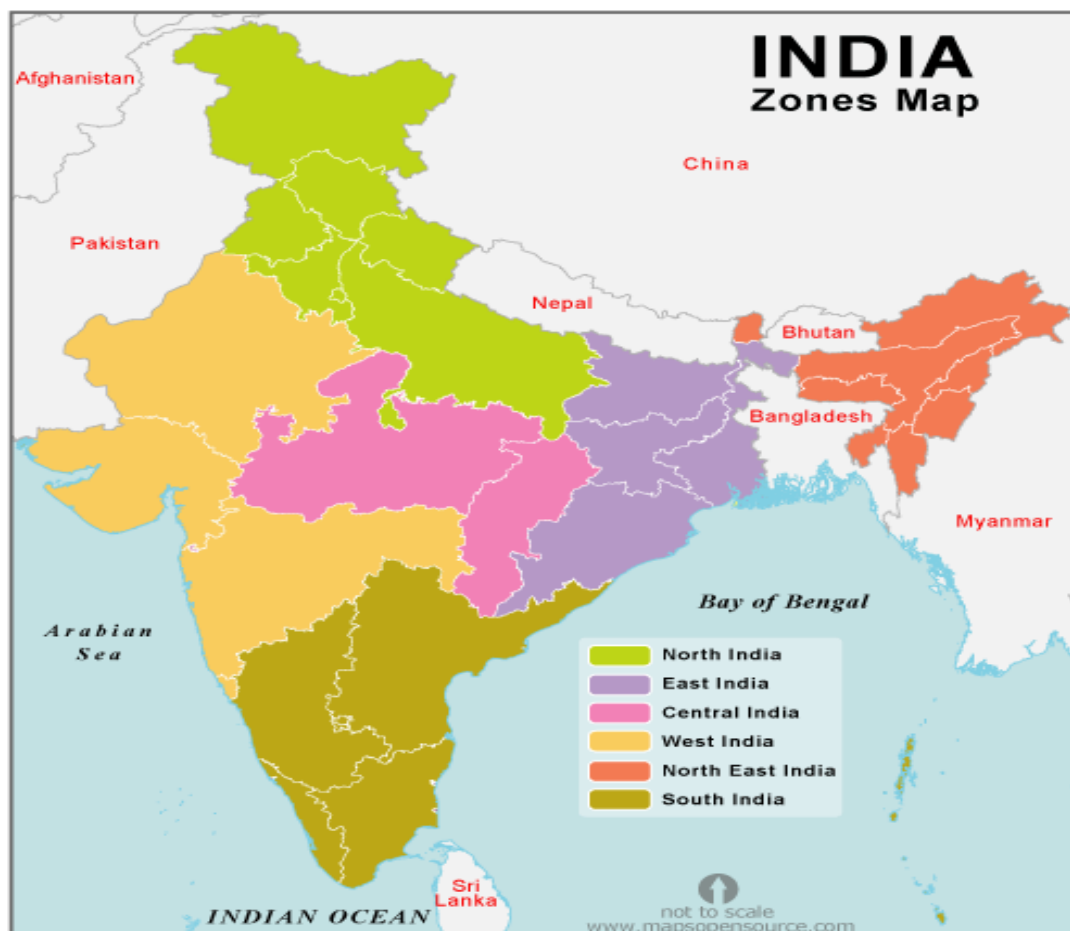 INDIA
Zones Map
Afghanistan
China
Pakistan
Nepal
Bhutan
Bangladesh
Myanmar
Bay of Bengal
Arabian
Sea
North India
East India
Central India
West India
North East India
South India
Sri
Lanka
INDIAN OCEAN
not to scale
www.mapsopensource.com